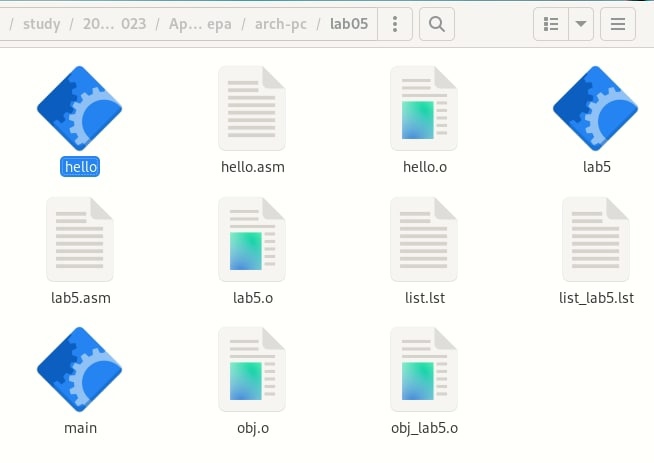 / study / 20... 023 / Ap... epa / arch-pc / lab05
hello hello.asm hello.o lab5
lab5.asm lab5.o list.lst list_lab5.lst
main obj.o obj_lab5.o